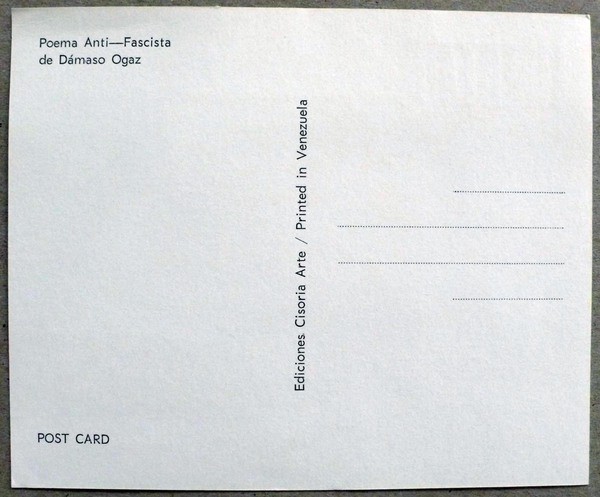 Poema Anti—Fascista
de Dámaso Ogaz
Ediciones Cisoria Arte / Printed in Venezuela
POST CARD